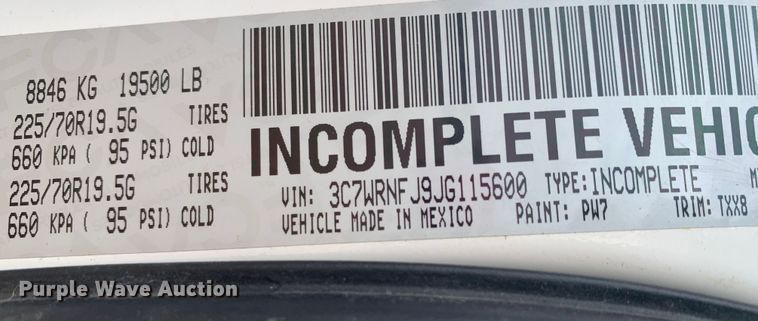 8846 KG 19500 LB
225/70R19.5G TIRES
660 KPA ( 95 PSI) COLD
225/70R19.5G TIRES
660 KPA ( 95 PSI) COLD
INCOMPLETE VEHIC
VIN: 3C7WRNFJ9JG115600 TYPE: INCOMPLETE M
VEHICLE MADE IN MEXICO PAINT: PW7 TRIM: TXX8
Purple Wave Auction